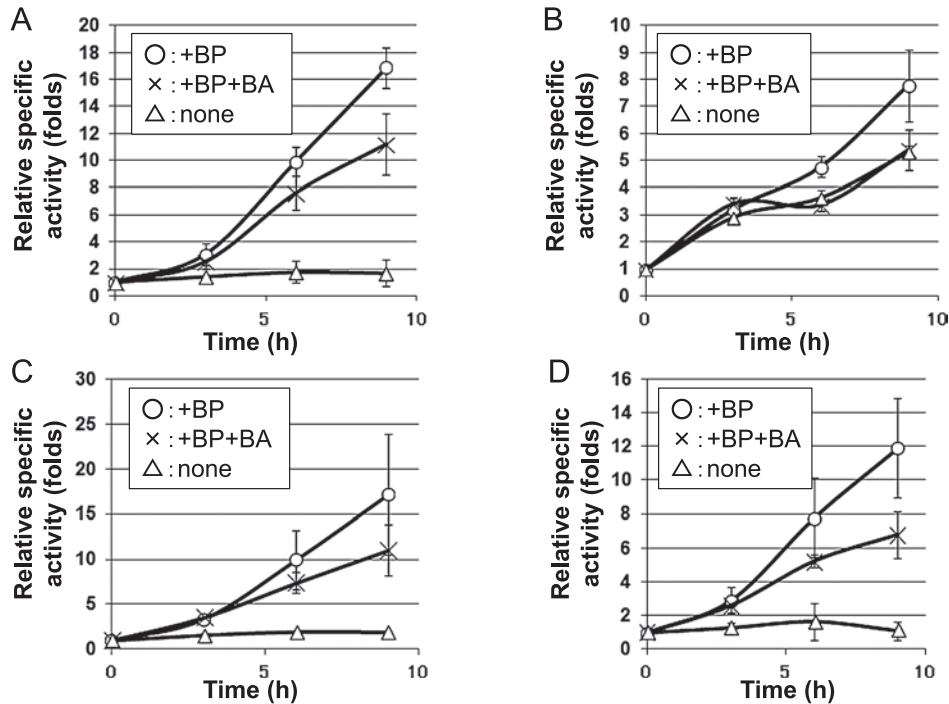 A
Relative specific
activity (folds)
20
18
16
14
12
10
8
6
4
2
0
○: +BP
×: +BP+BA
△: none
0
5
10
Time (h)
B
Relative specific
activity (folds)
10
9
8
7
6
5
4
3
2
1
0
○: +BP
×: +BP+BA
△: none
0
5
10
Time (h)
C
Relative specific
activity (folds)
30
25
20
15
10
5
0
○: +BP
×: +BP+BA
△: none
0
5
10
Time (h)
D
Relative specific
activity (folds)
16
14
12
10
8
6
4
2
0
○: +BP
×: +BP+BA
△: none
0
5
10
Time (h)